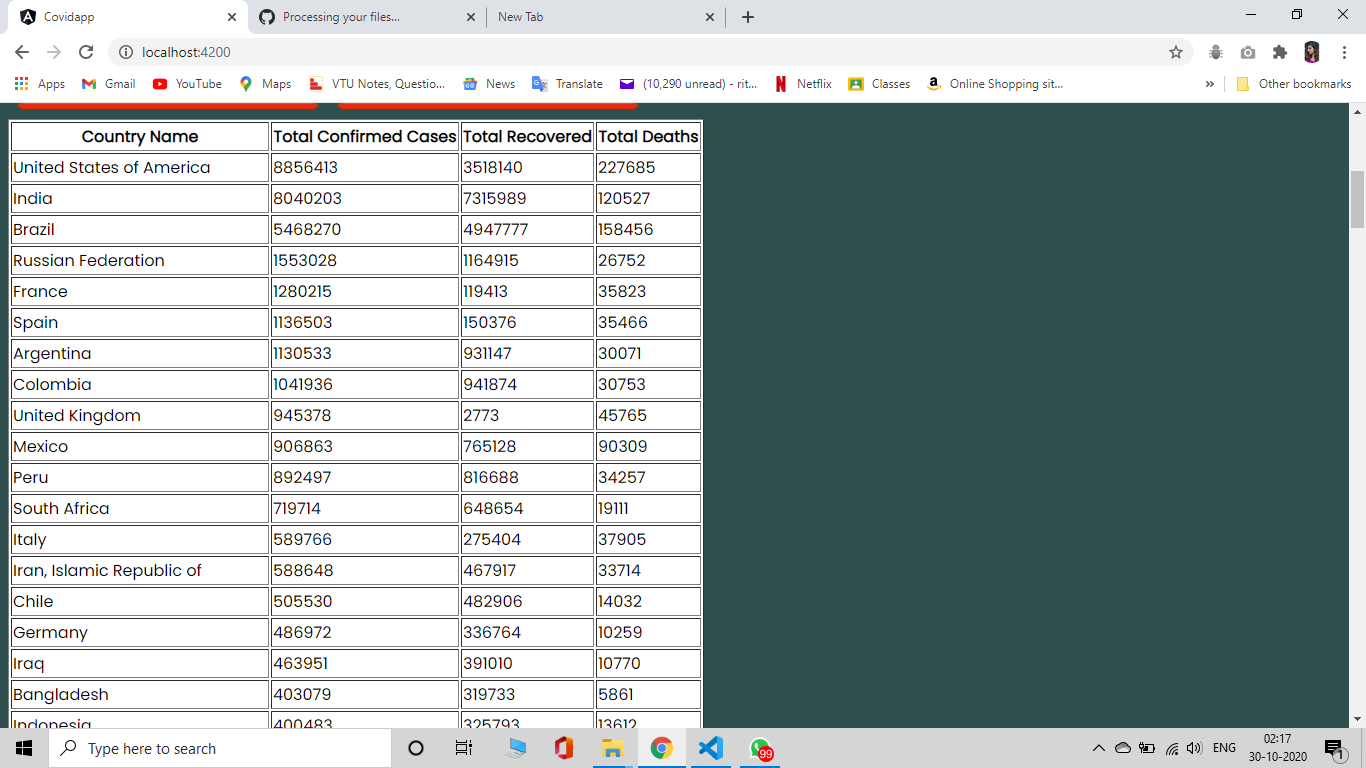 Covidapp Processing your files... New Tab
localhost:4200
Apps Gmail YouTube Maps VTU Notes, Questio... News Translate (10,290 unread) - rit... Netflix Classes Online Shopping sit... » Other bookmarks
Country Name Total Confirmed Cases Total Recovered Total Deaths
United States of America 8856413 3518140 227685
India 8040203 7315989 120527
Brazil 5468270 4947777 158456
Russian Federation 1553028 1164915 26752
France 1280215 119413 35823
Spain 1136503 150376 35466
Argentina 1130533 931147 30071
Colombia 1041936 941874 30753
United Kingdom 945378 2773 45765
Mexico 906863 765128 90309
Peru 892497 816688 34257
South Africa 719714 648654 19111
Italy 589766 275404 37905
Iran, Islamic Republic of 588648 467917 33714
Chile 505530 482906 14032
Germany 486972 336764 10259
Iraq 463951 391010 10770
Bangladesh 403079 319733 5861
Indonesia 400483 325793 13612
Type here to search 99 ENG 02:17
30-10-2020 1